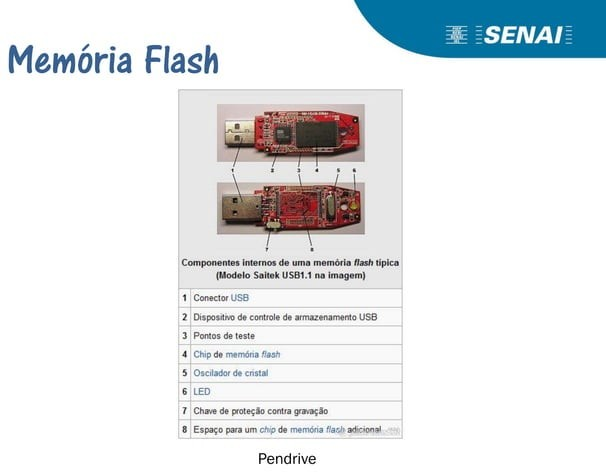 SENAI
Memória Flash
1 2 3 4 5 6
7 8
Componentes internos de uma memória flash típica
(Modelo Saitek USB1.1 na imagem)
1 Conector USB
2 Dispositivo de controle de armazenamento USB
3 Pontos de teste
4 Chip de memória flash
5 Oscilador de cristal
6 LED
7 Chave de proteção contra gravação
8 Espaço para um chip de memória flash adicional
Pendrive